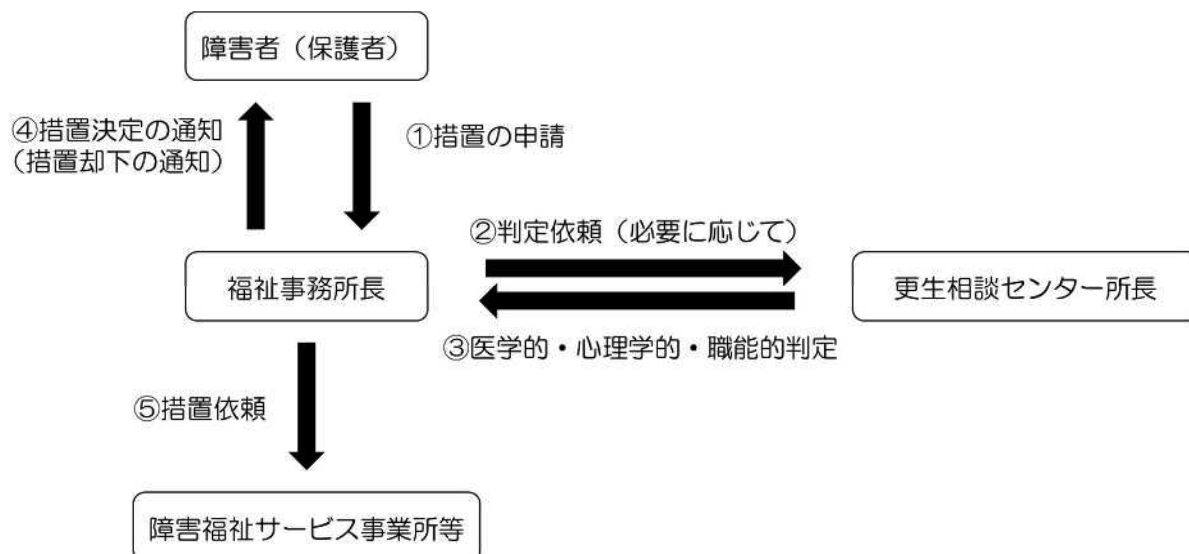 障害者（保護者）
④措置決定の通知
（措置却下の通知）
①措置の申請
②判定依頼（必要に応じて）
福祉事務所長
更生相談センター所長
③医学的・心理学的・職能的判定
⑤措置依頼
障害福祉サービス事業所等